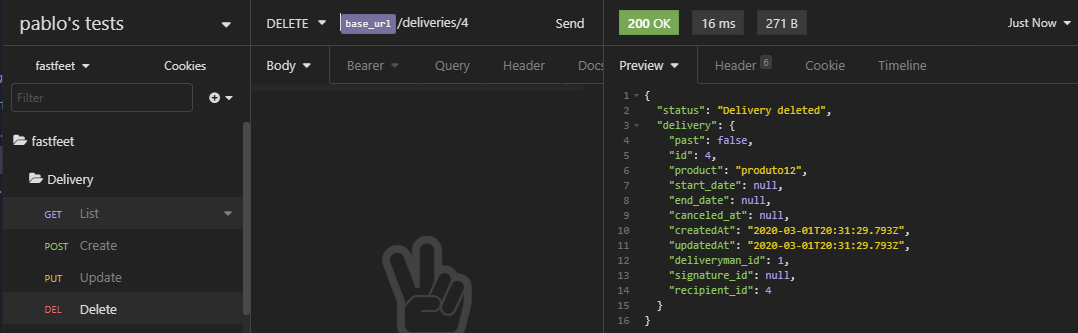 pablo's tests
fastfeet
Cookies
Filter
fastfeet
Delivery
GET List
POST Create
PUT Update
DEL Delete
DELETE base_url/deliveries/4 Send
Body Bearer Query Header Docs
200 OK 16 ms 271 B Just Now
Preview Header 6 Cookie Timeline
1 {
2 "status": "Delivery deleted",
3 "delivery": {
4 "past": false,
5 "id": 4,
6 "product": "produto12",
7 "start_date": null,
8 "end_date": null,
9 "canceled_at": null,
10 "createdAt": "2020-03-01T20:31:29.793Z",
11 "updatedAt": "2020-03-01T20:31:29.793Z",
12 "deliveryman_id": 1,
13 "signature_id": null,
14 "recipient_id": 4
15 }
16 }